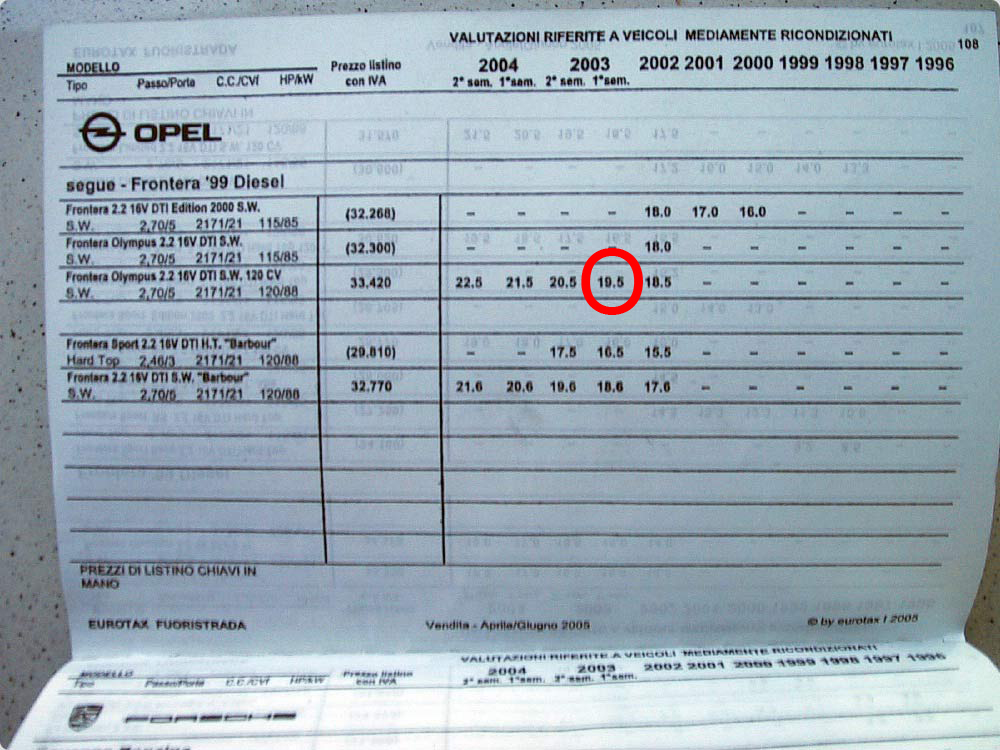 VALUTAZIONI RIFERITE A VEICOLI MEDIAMENTE RICONDIZIONATI
108
MODELLO Prezzo listino 2004 2003 2002 2001 2000 1999 1998 1997 1996
Tipo Passo/Porte C.C./CVf HP/kW con IVA 2° sem. 1°sem. 2° sem. 1°sem.
OPEL
segue - Frontera '99 Diesel
Frontera 2.2 16V DTI Edition 2000 S.W. (32.268) – – – – 18.0 17.0 16.0 – – – –
S.W. 2,70/5 2171/21 115/85
Frontera Olympus 2.2 16V DTI S.W. (32.300) – – – – 18.0 – – – – – –
S.W. 2,70/5 2171/21 115/85
Frontera Olympus 2.2 16V DTI S.W. 120 CV 33.420 22.5 21.5 20.5 19.5 18.5 – – – – – –
S.W. 2,70/5 2171/21 120/88
Frontera Sport 2.2 16V DTI H.T. "Barbour" (29.810) – – 17.5 16.5 15.5 – – – – – –
Hard Top 2,46/3 2171/21 120/88
Frontera 2.2 16V DTI S.W. "Barbour" 32.770 21.6 20.6 19.6 18.6 17.6 – – – – – –
S.W. 2,70/5 2171/21 120/88
PREZZI DI LISTINO CHIAVI IN
MANO
EUROTAX FUORISTRADA Vendita - Aprile/Giugno 2005 © by eurotax I 2005
VALUTAZIONI RIFERITE A VEICOLI MEDIAMENTE RICONDIZIONATI
MODELLO Prezzo listino 2004 2003 2002 2001 2000 1999 1998 1997 1996
Tipo Passo/Porte C.C./CVf HP/kW con IVA 2° sem. 1°sem. 2° sem. 1°sem.
PORSCHE